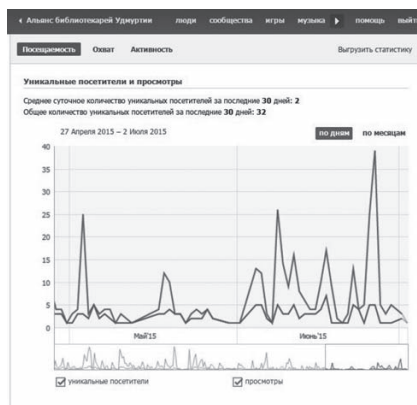 Альянс библиотекарей Удмуртии люди сообщества игры музыка помощь выйти
Посещаемость Охват Активность Выгрузить статистику
Уникальные посетители и просмотры
Среднее суточное количество уникальных посетителей за последние 30 дней: 2
Общее количество уникальных посетителей за последние 30 дней: 32
27 Апреля 2015 – 2 Июля 2015 по дням по месяцам
40
35
30
25
20
15
10
5
0
Май'15 Июнь'15
уникальные посетители просмотры